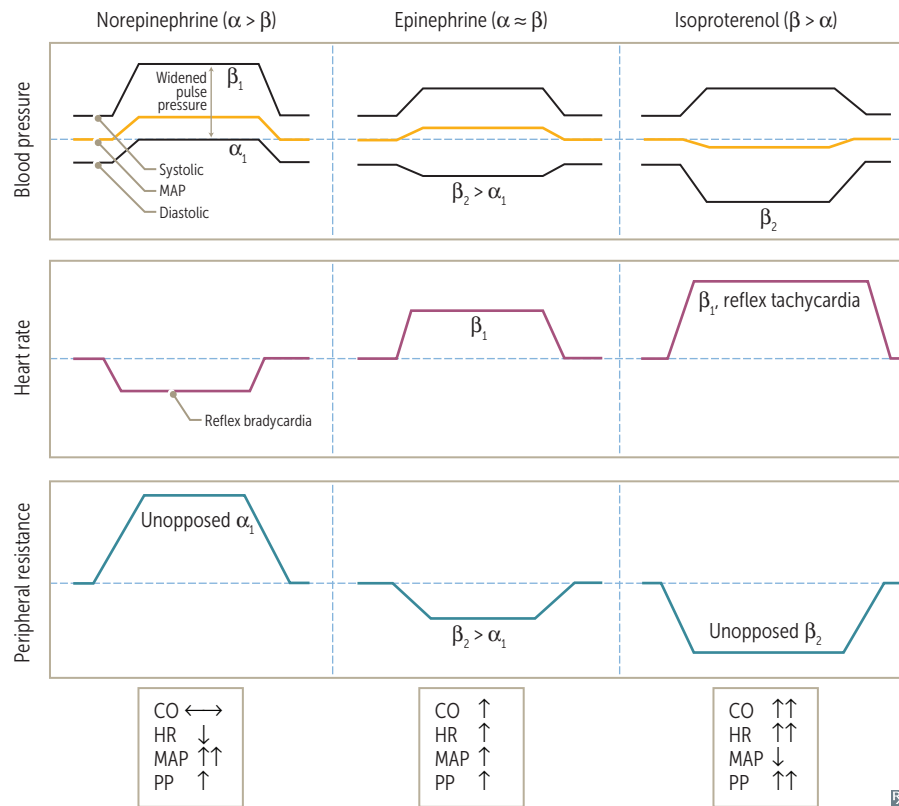 Norepinephrine (α > β)
Epinephrine (α ≈ β)
Isoproterenol (β > α)
Blood pressure
Widened
pulse
pressure
β₁
α₁
Systolic
MAP
Diastolic
β₂ > α₁
β₂
Heart rate
Reflex bradycardia
β₁
β₁, reflex tachycardia
Peripheral resistance
Unopposed α₁
β₂ > α₁
Unopposed β₂
CO ←→
HR ↓
MAP ↑↑
PP ↑
CO ↑
HR ↑
MAP ↑
PP ↑
CO ↑↑
HR ↑↑
MAP ↓
PP ↑↑